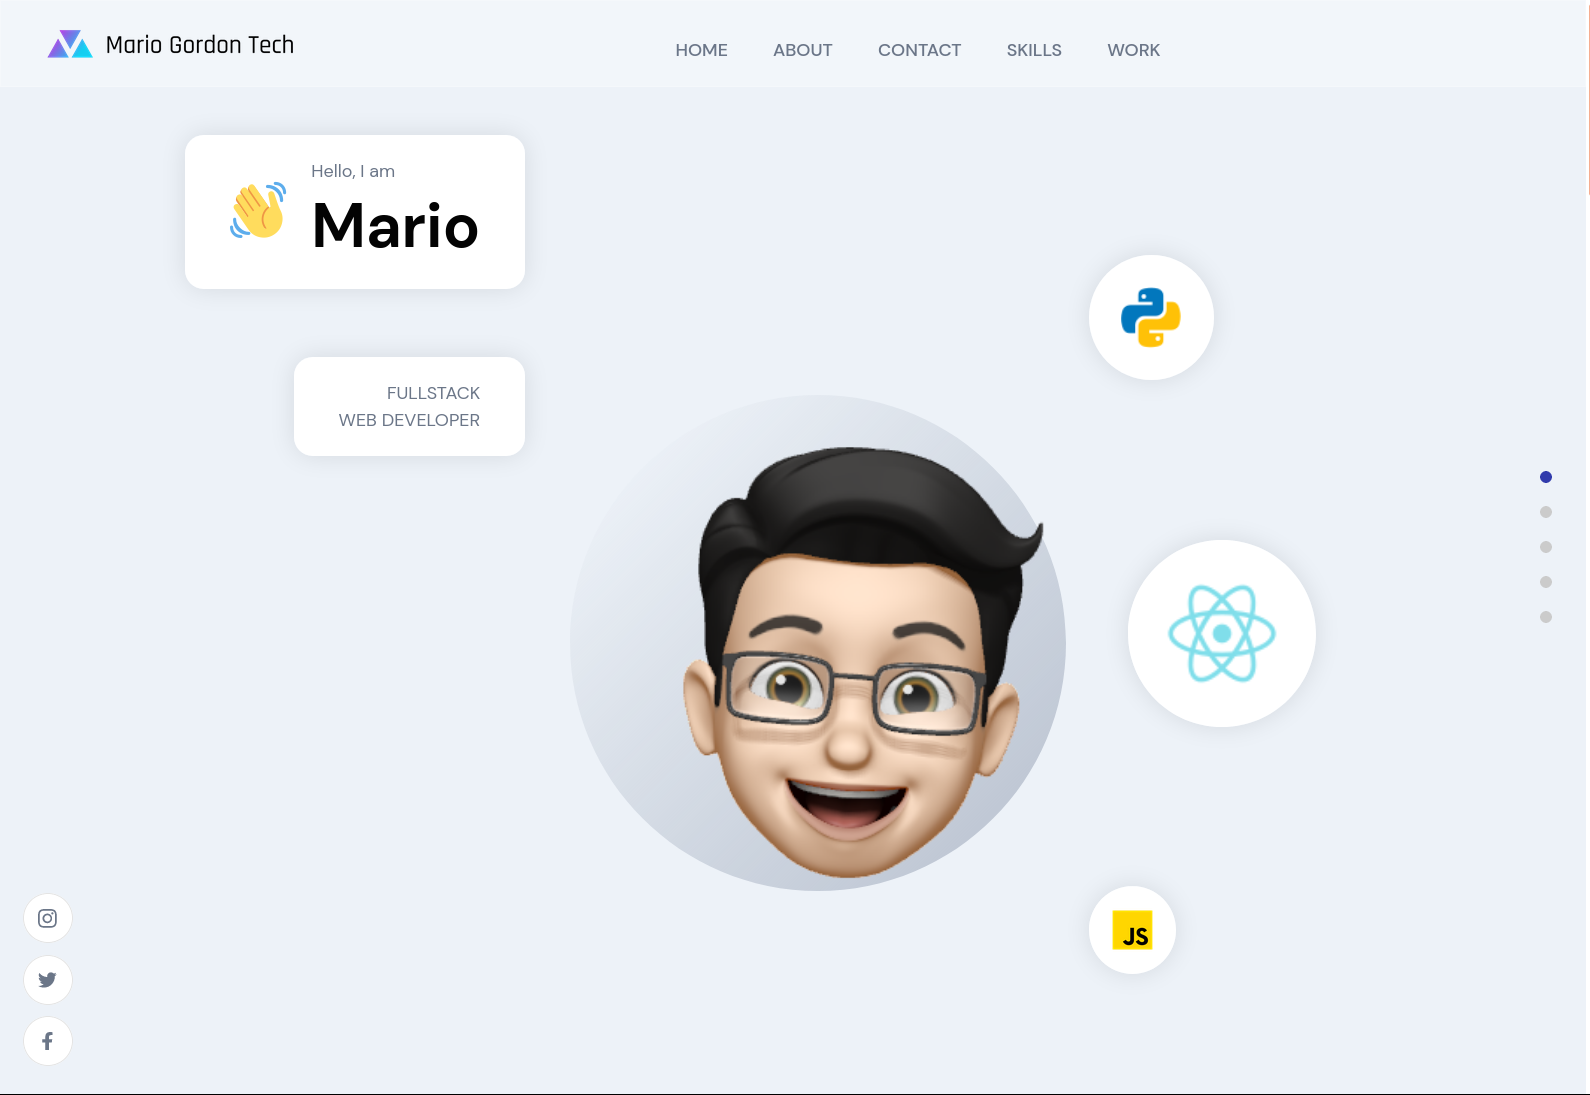 Mario Gordon Tech
HOME
ABOUT
CONTACT
SKILLS
WORK
Hello, I am
Mario
FULLSTACK
WEB DEVELOPER
JS